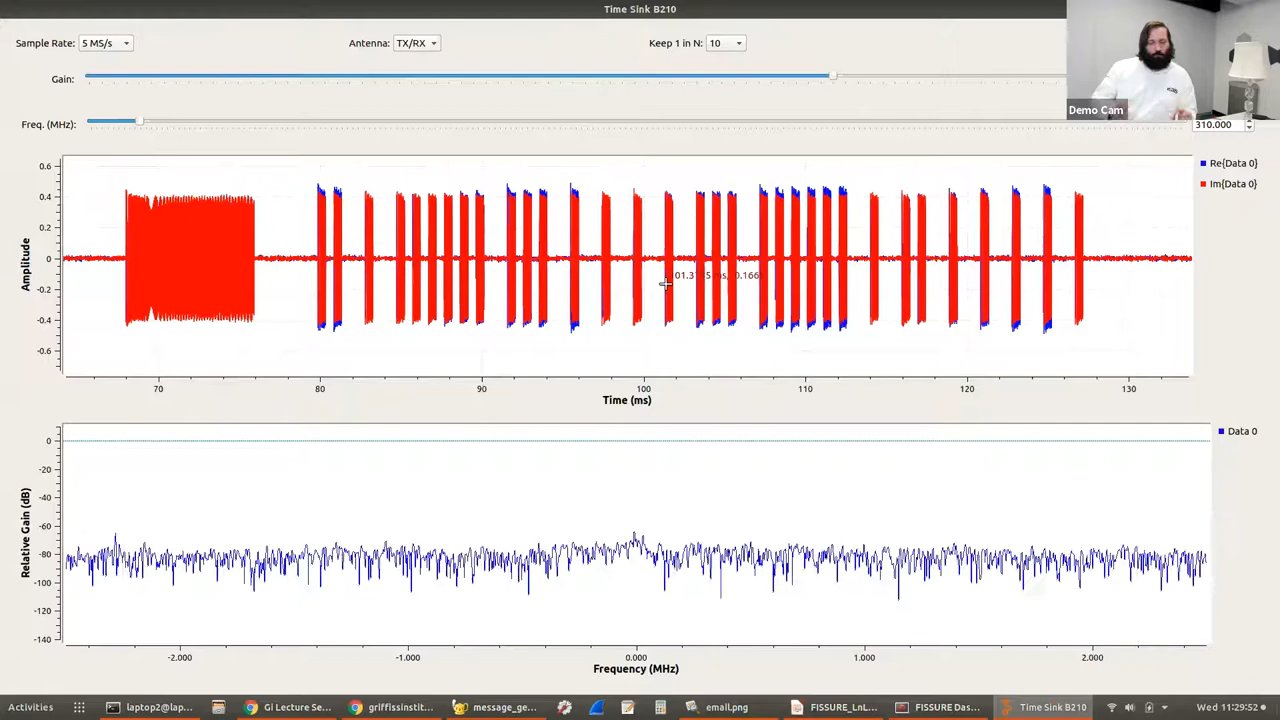 Time Sink B210
Sample Rate: 5 MS/s Antenna: TX/RX Keep 1 in N: 10
Gain:
Demo Cam
Freq. (MHz): 310.000
Re{Data 0}
Im{Data 0}
0.6
0.4
0.2
0
-0.2
-0.4
-0.6
Amplitude
70 80 90 100 110 120 130
Time (ms)
Data 0
0
-20
-40
-60
-80
-100
-120
-140
Relative Gain (dB)
-2.000 -1.000 0.000 1.000 2.000
Frequency (MHz)
Activities laptop2@lap... GI Lecture Se... griffissinstit... message_ge... email.png FISSURE_LnL... FISSURE Das... Time Sink B210 Wed 11:29:52